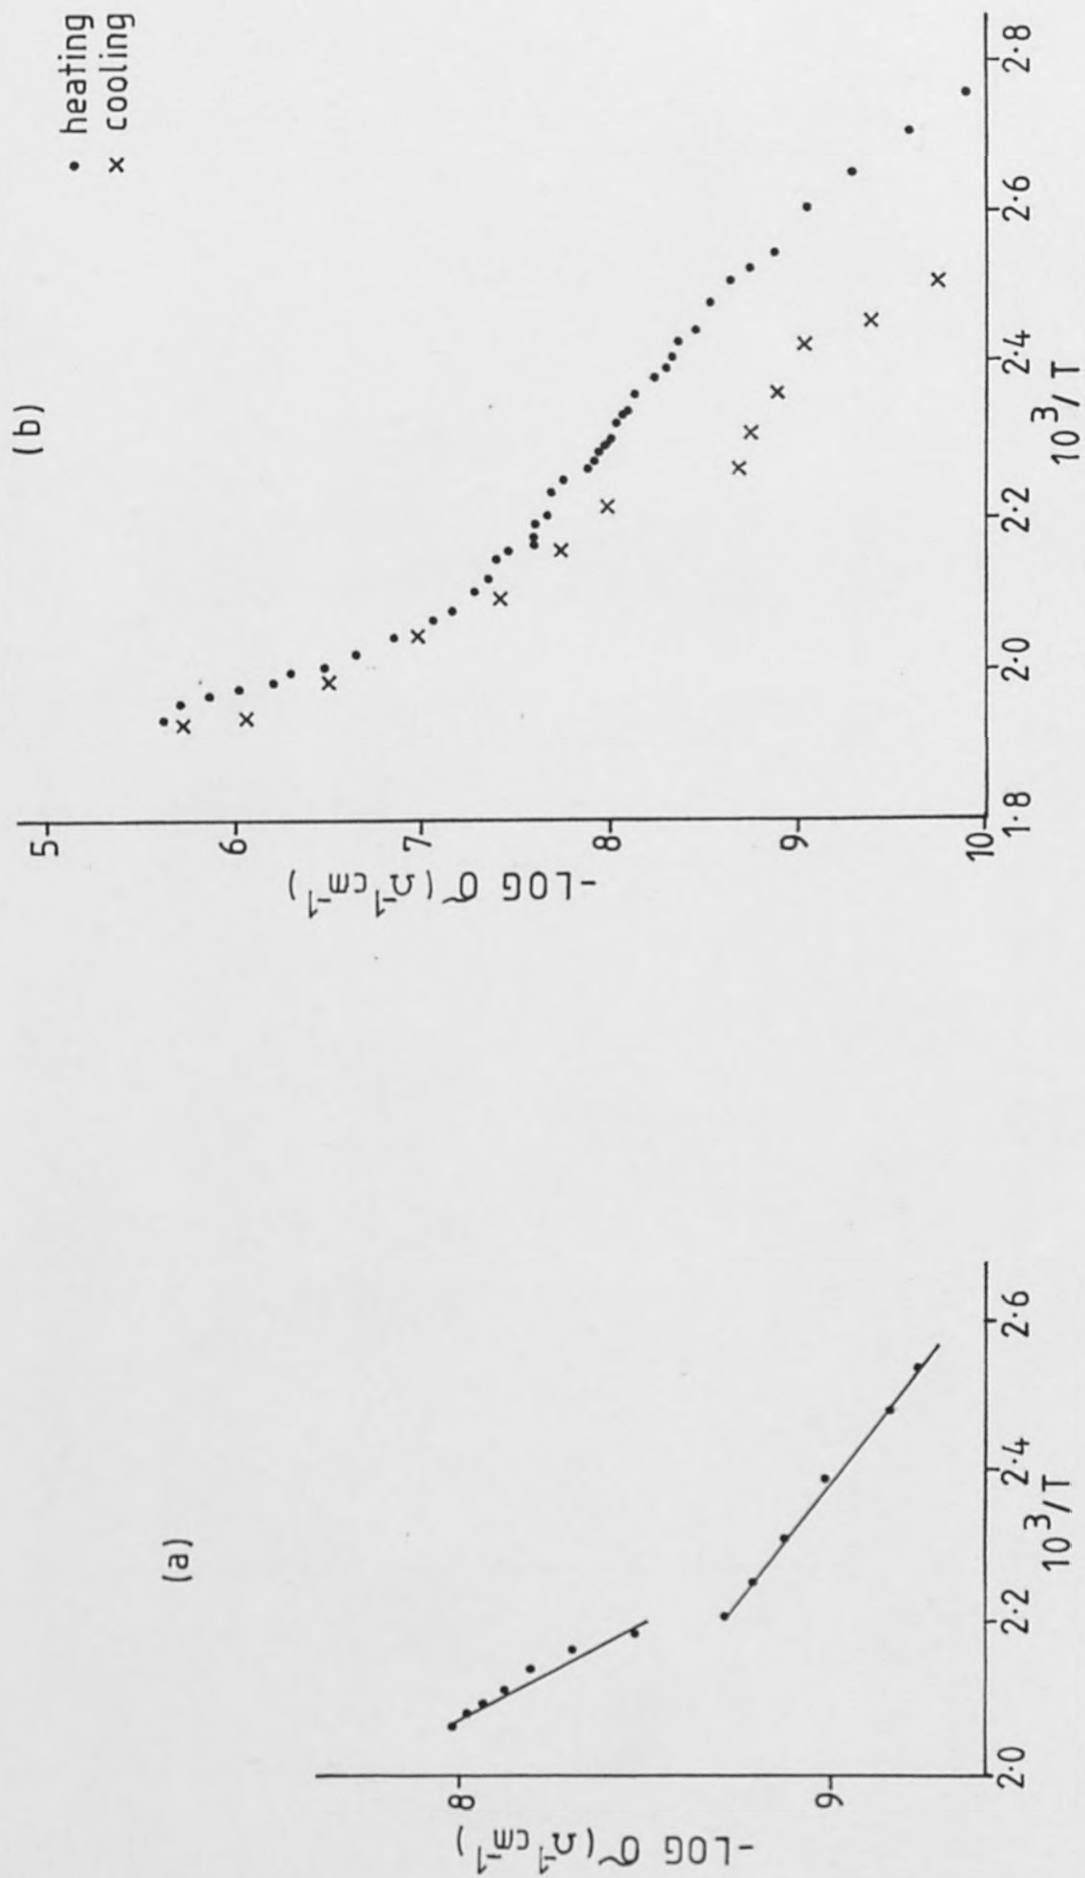 (a)
-LOG σ (Ω⁻¹cm⁻¹)
8
9
2·0
2·2
2·4
2·6
10³/T
(b)
• heating
× cooling
-LOG σ (Ω⁻¹cm⁻¹)
5
6
7
8
9
10
1·8
2·0
2·2
2·4
2·6
2·8
10³/T